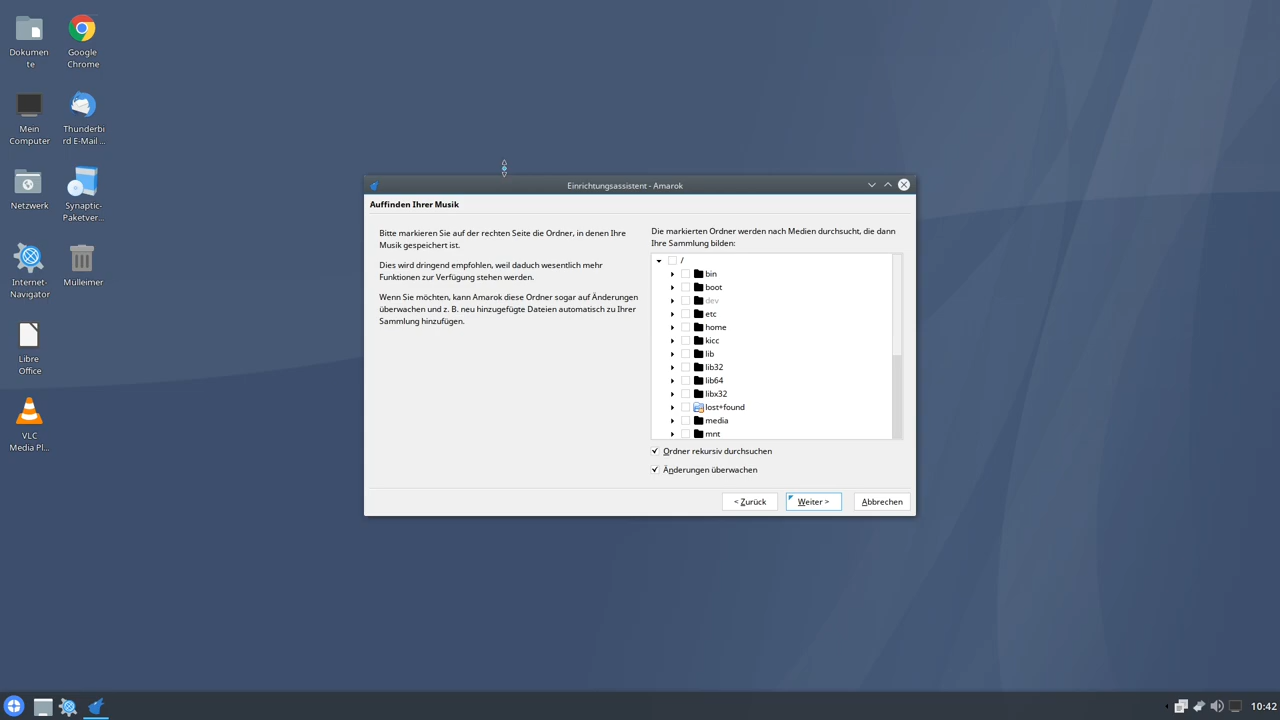 Dokumen
te
Google
Chrome
Mein
Computer
Thunderbi
rd E-Mail ...
Netzwerk
Synaptic-
Paketver...
Internet-
Navigator
Mülleimer
Libre
Office
VLC
Media Pl...
Einrichtungsassistent - Amarok
Auffinden Ihrer Musik
Bitte markieren Sie auf der rechten Seite die Ordner, in denen Ihre
Musik gespeichert ist.
Dies wird dringend empfohlen, weil dadurch wesentlich mehr
Funktionen zur Verfügung stehen werden.
Wenn Sie möchten, kann Amarok diese Ordner sogar auf Änderungen
überwachen und z. B. neu hinzugefügte Dateien automatisch zu Ihrer
Sammlung hinzufügen.
Die markierten Ordner werden nach Medien durchsucht, die dann
Ihre Sammlung bilden:
/
bin
boot
dev
etc
home
kicc
lib
lib32
lib64
libx32
lost+found
media
mnt
Ordner rekursiv durchsuchen
Änderungen überwachen
< Zurück
Weiter >
Abbrechen
10:42